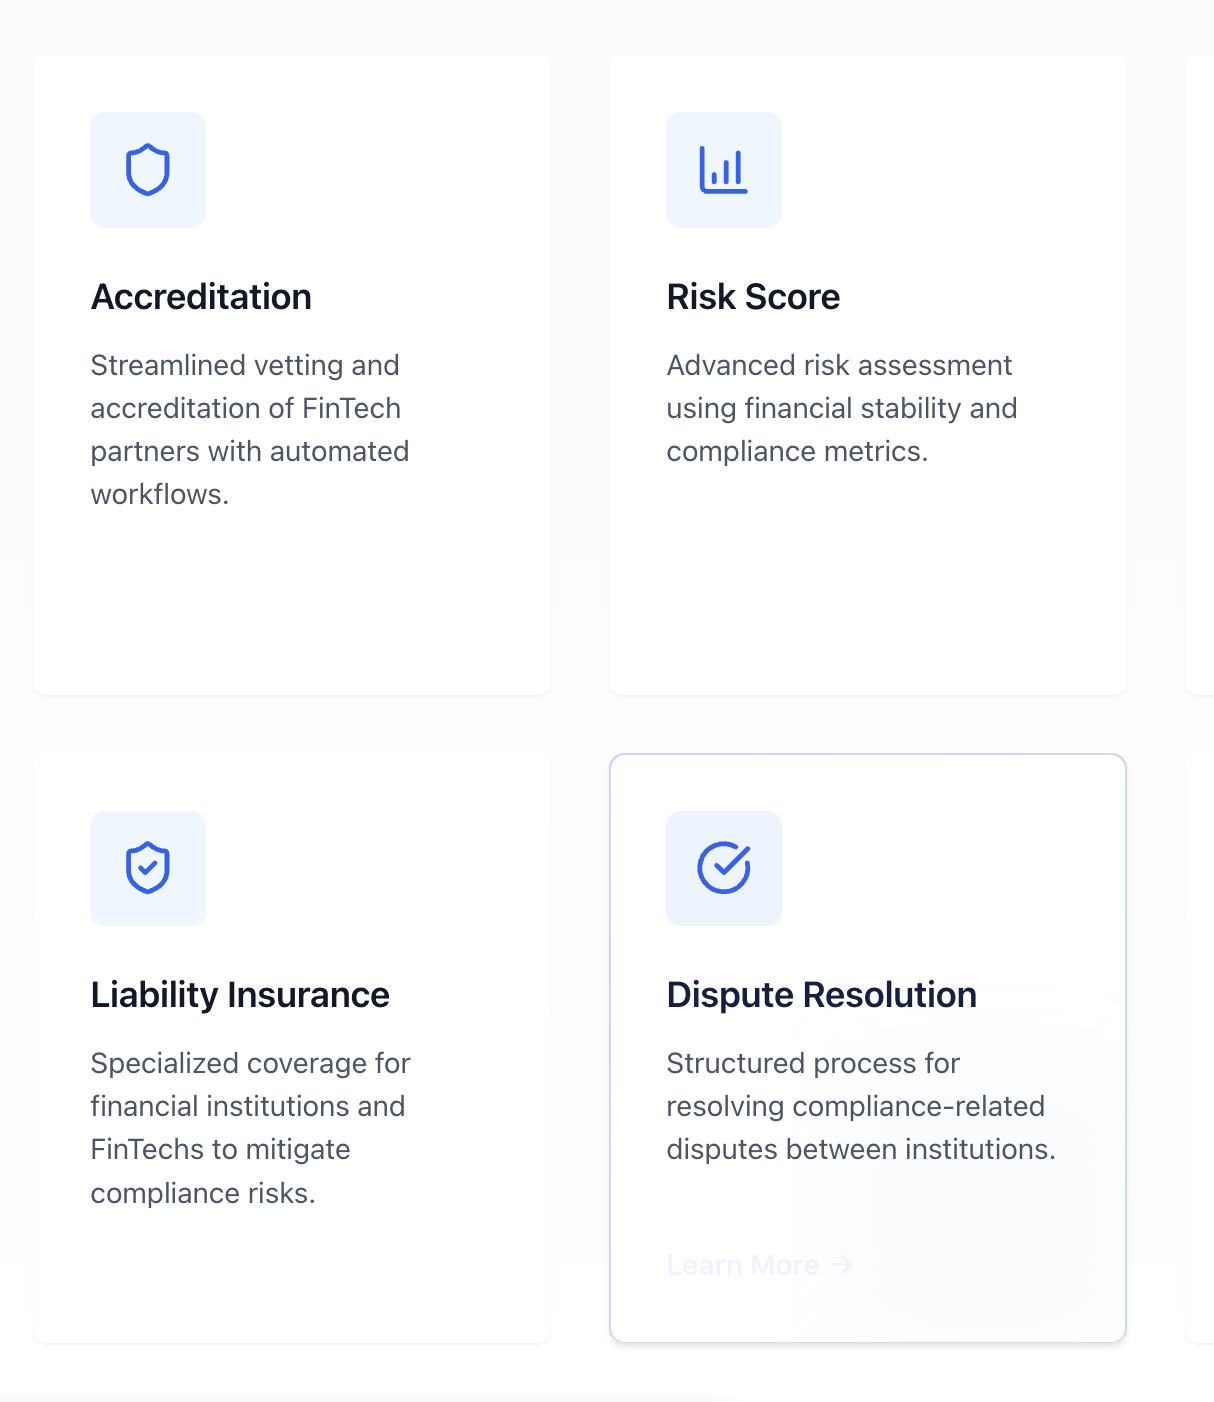 Accreditation
Streamlined vetting and
accreditation of FinTech
partners with automated
workflows.
Risk Score
Advanced risk assessment
using financial stability and
compliance metrics.
Liability Insurance
Specialized coverage for
financial institutions and
FinTechs to mitigate
compliance risks.
Dispute Resolution
Structured process for
resolving compliance-related
disputes between institutions.
Learn More →